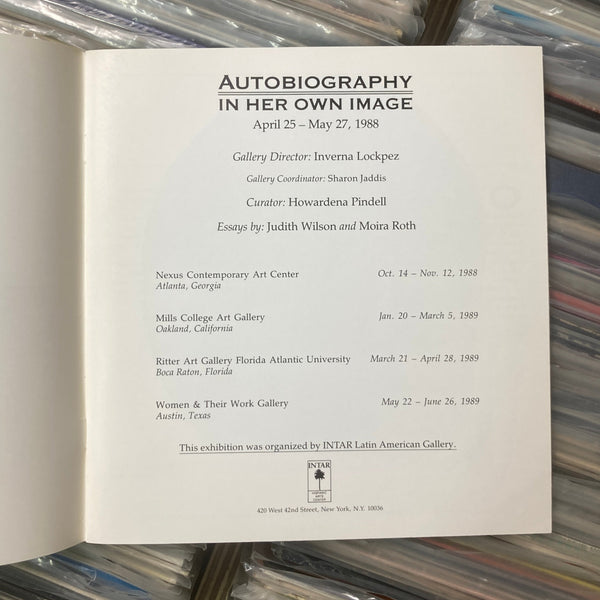 AUTOBIOGRAPHY
IN HER OWN IMAGE
April 25 – May 27, 1988
Gallery Director: Inverna Lockpez
Gallery Coordinator: Sharon Jaddis
Curator: Howardena Pindell
Essays by: Judith Wilson and Moira Roth
Nexus Contemporary Art Center Oct. 14 – Nov. 12, 1988
Atlanta, Georgia
Mills College Art Gallery Jan. 20 – March 5, 1989
Oakland, California
Ritter Art Gallery Florida Atlantic University March 21 – April 28, 1989
Boca Raton, Florida
Women & Their Work Gallery May 22 – June 26, 1989
Austin, Texas
This exhibition was organized by INTAR Latin American Gallery.
INTAR
HISPANIC
ARTS
CENTER
420 West 42nd Street, New York, N.Y. 10036